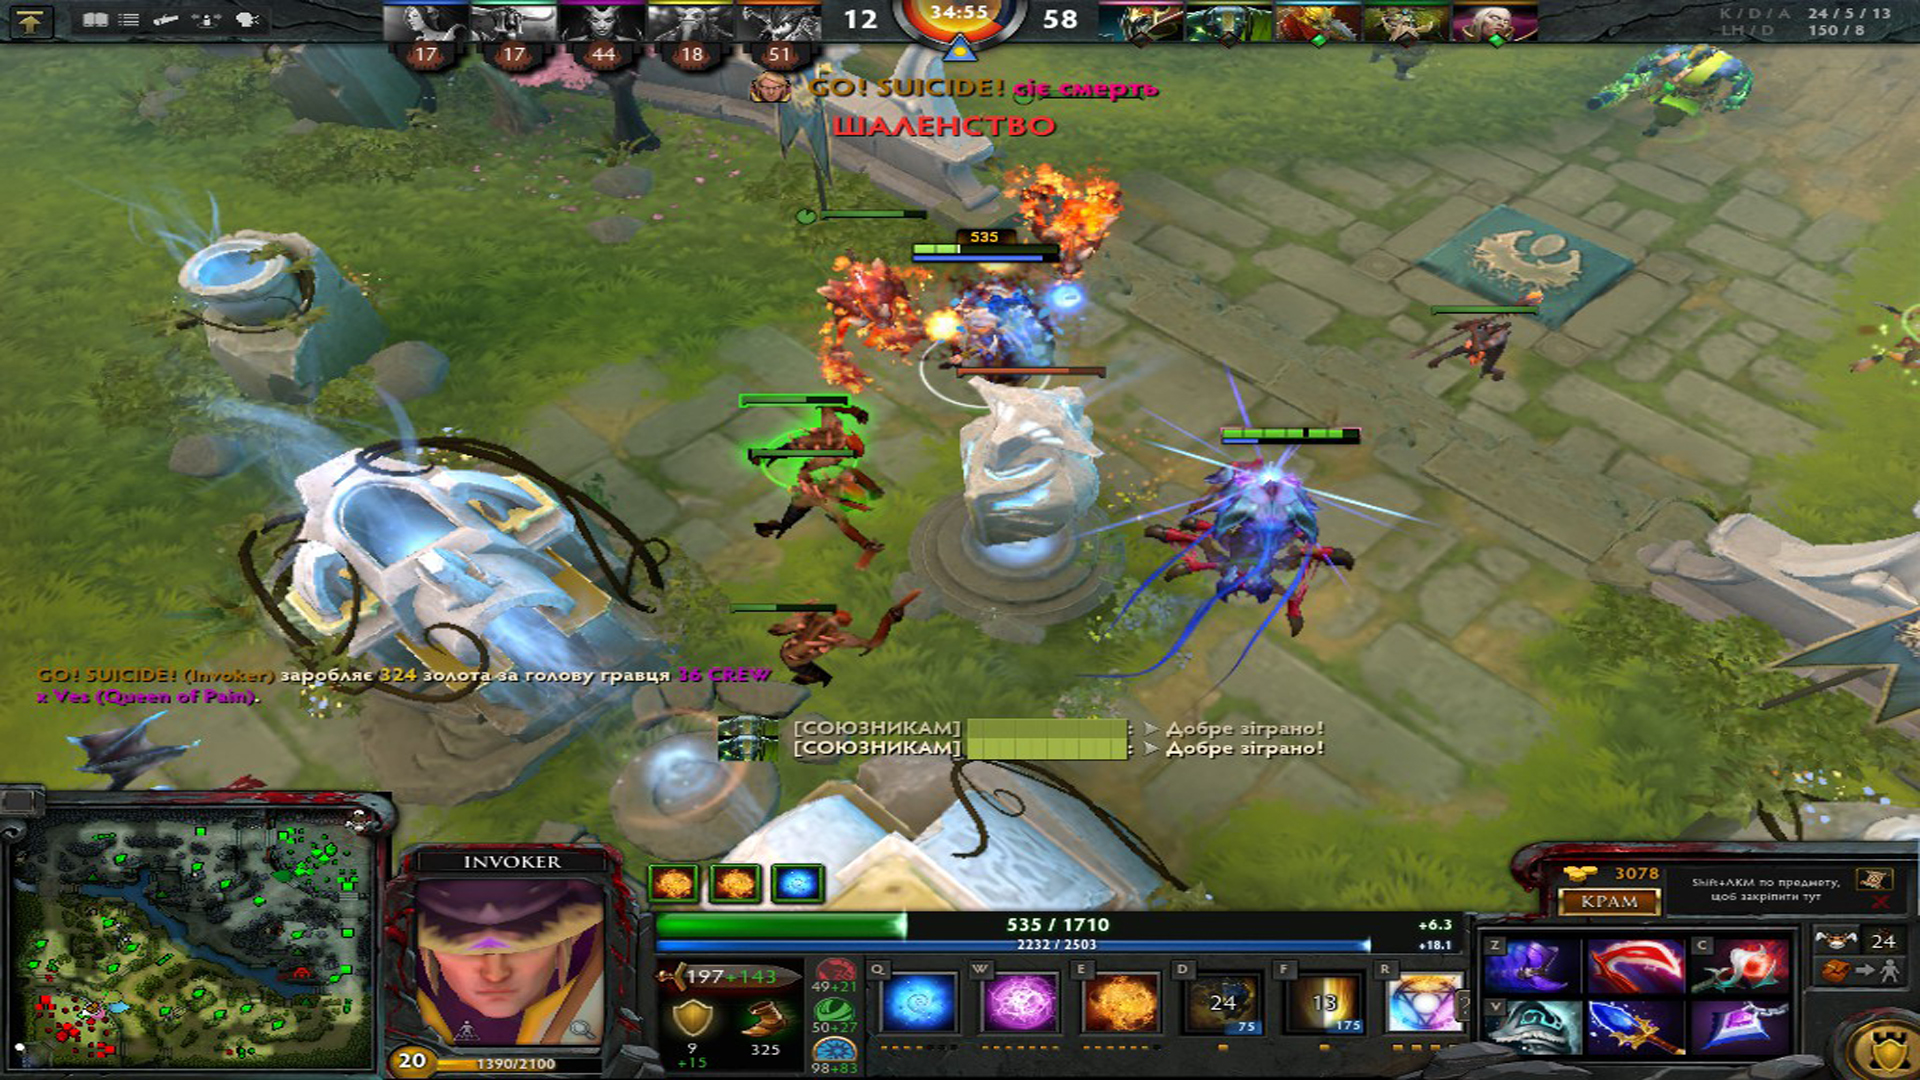 12 34:55 58
K / D / A 24 / 5 / 13
LH / D 150 / 8
17 17 44 18 51
GO! SUICIDE! сіє смерть
ШАЛЕНСТВО
535
GO! SUICIDE! (Invoker) заробляє 324 золота за голову гравця 36 CREW
x Ves (Queen of Pain).
[СОЮЗНИКАМ] : ➤ Добре зіграно!
[СОЮЗНИКАМ] : ➤ Добре зіграно!
INVOKER
20 1390/2100
535 / 1710 +6.3
2232 / 2503 +18.1
197+143
9 +15
325
49+21
50+27
98+83
Q W E D F R
24 75
13 175
3078
КРАМ
Shift+ЛКМ по предмету,
щоб закріпити тут
Z C
V
24